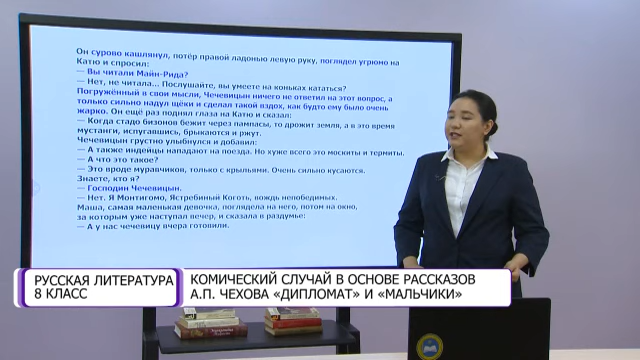 Он сурово кашлянул, потёр правой ладонью левую руку, поглядел угрюмо на
Катю и спросил:
— Вы читали Майн-Рида?
— Нет, не читала... Послушайте, вы умеете на коньках кататься?
Погружённый в свои мысли, Чечевицын ничего не ответил на этот вопрос, а
только сильно надул щёки и сделал такой вздох, как будто ему было очень
жарко. Он ещё раз поднял глаза на Катю и сказал:
— Когда стадо бизонов бежит через пампасы, то дрожит земля, а в это время
мустанги, испугавшись, брыкаются и ржут.
Чечевицын грустно улыбнулся и добавил:
— А также индейцы нападают на поезда. Но хуже всего это москиты и термиты.
— А что это такое?
— Это вроде муравчиков, только с крыльями. Очень сильно кусаются.
Знаете, кто я?
— Господин Чечевицын.
— Нет. Я Монтигомо, Ястребиный Коготь, вождь непобедимых.
Маша, самая маленькая девочка, поглядела на него, потом на окно,
за которым уже наступал вечер, и сказала в раздумье:
— А у нас чечевицу вчера готовили.
РУССКАЯ ЛИТЕРАТУРА
8 КЛАСС
КОМИЧЕСКИЙ СЛУЧАЙ В ОСНОВЕ РАССКАЗОВ
А.П. ЧЕХОВА «ДИПЛОМАТ» И «МАЛЬЧИКИ»